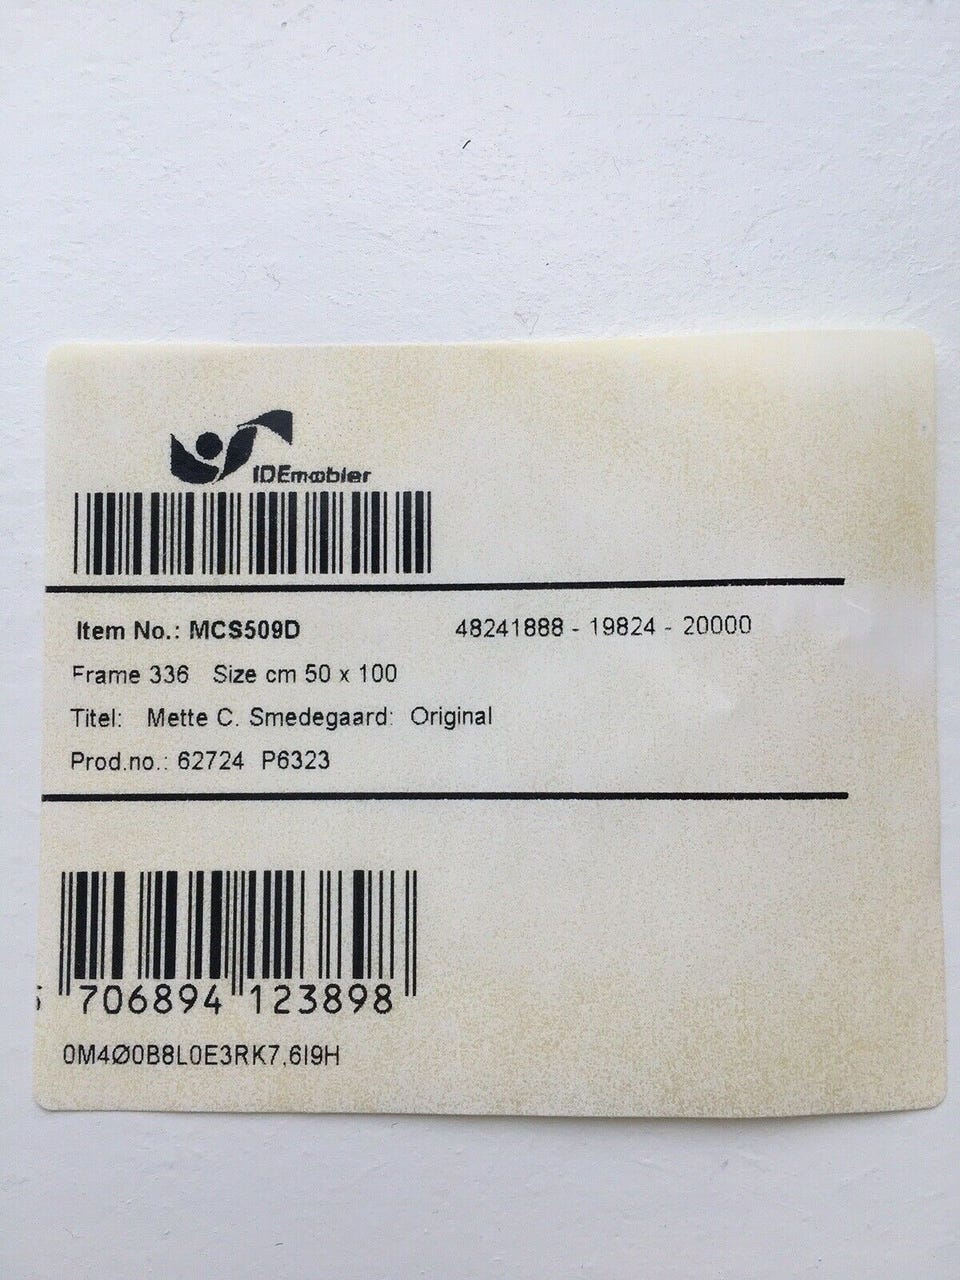 IDEmøbler
Item No.: MCS509D 48241888 - 19824 - 20000
Frame 336 Size cm 50 x 100
Titel: Mette C. Smedegaard: Original
Prod.no.: 62724 P6323
5 706894 123898
0M4Ø0B8L0E3RK7,6I9H